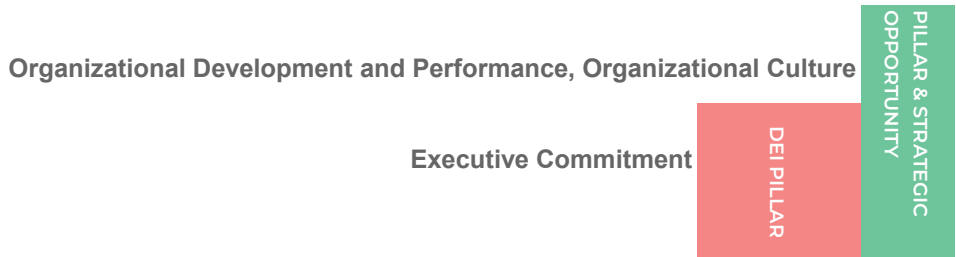 Organizational Development and Performance, Organizational Culture
PILLAR & STRATEGIC
OPPORTUNITY
Executive Commitment
DEI PILLAR